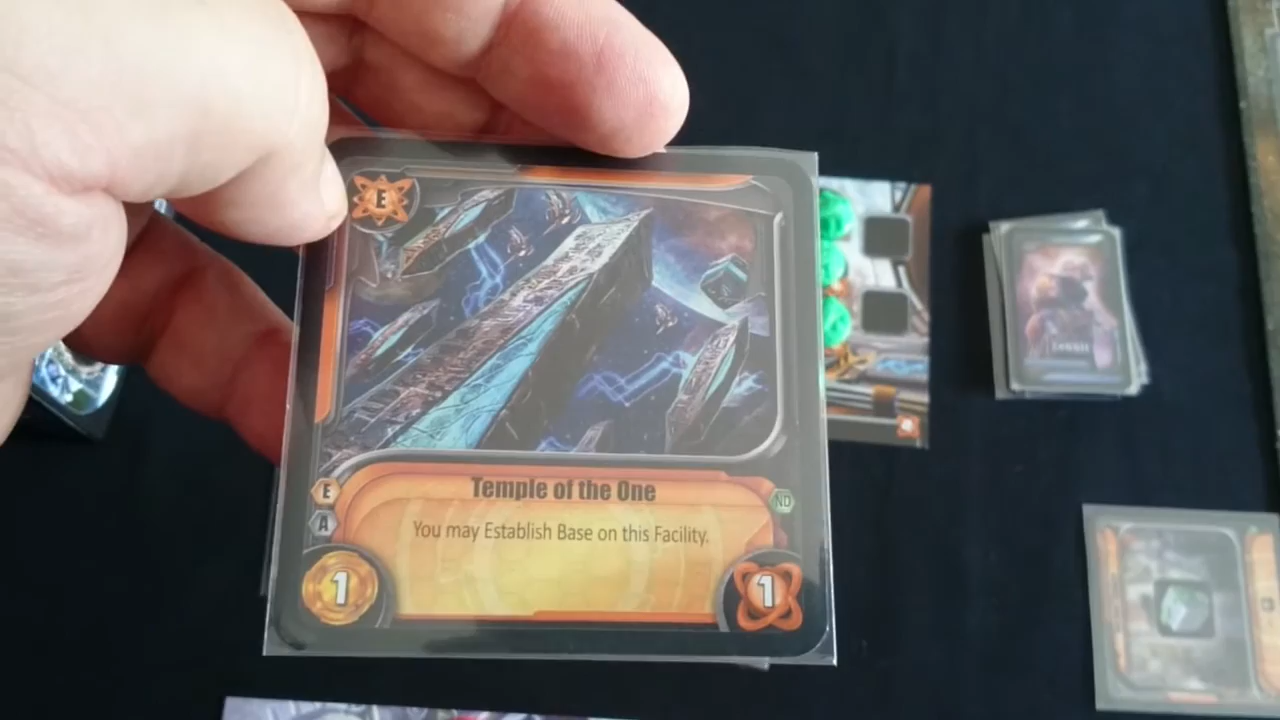 E
E
Temple of the One
ND
A
You may Establish Base on this Facility.
1
1